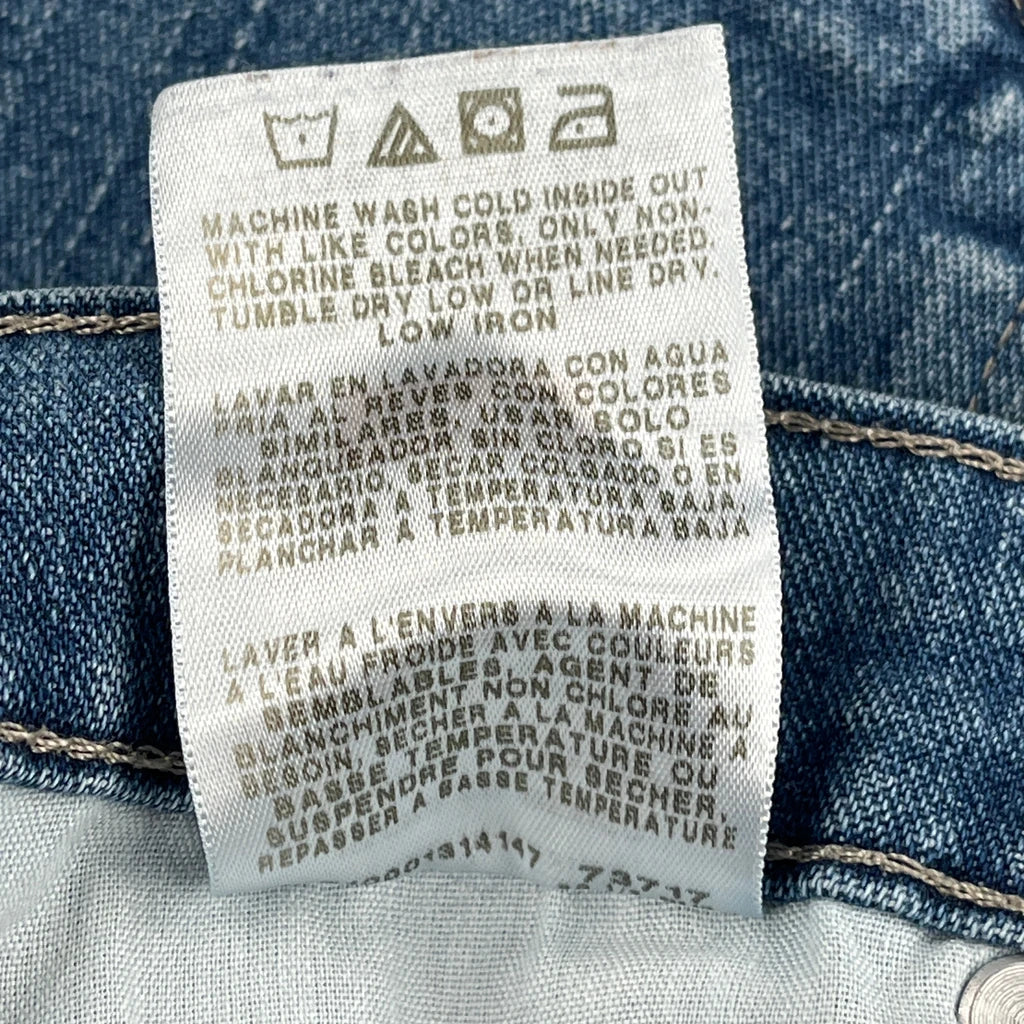 MACHINE WASH COLD INSIDE OUT
WITH LIKE COLORS, ONLY NON-
CHLORINE BLEACH WHEN NEEDED.
TUMBLE DRY LOW OR LINE DRY.
LOW IRON
LAVAR EN LAVADORA CON AGUA
FRIA AL REVES CON COLORES
SIMILARES. USAR SOLO
BLANQUEADOR SIN CLORO SI ES
NECESARIO. SECAR COLGADO O EN
SECADORA A TEMPERATURA BAJA.
PLANCHAR A TEMPERATURA BAJA
LAVER A L'ENVERS A LA MACHINE
A L'EAU FROIDE AVEC COULEURS
SEMBLABLES. AGENT DE
BLANCHIMENT NON CHLORE AU
BESOIN, SECHER A LA MACHINE A
BASSE TEMPERATURE OU
SUSPENDRE POUR SECHER,
REPASSER A BASSE TEMPERATURE